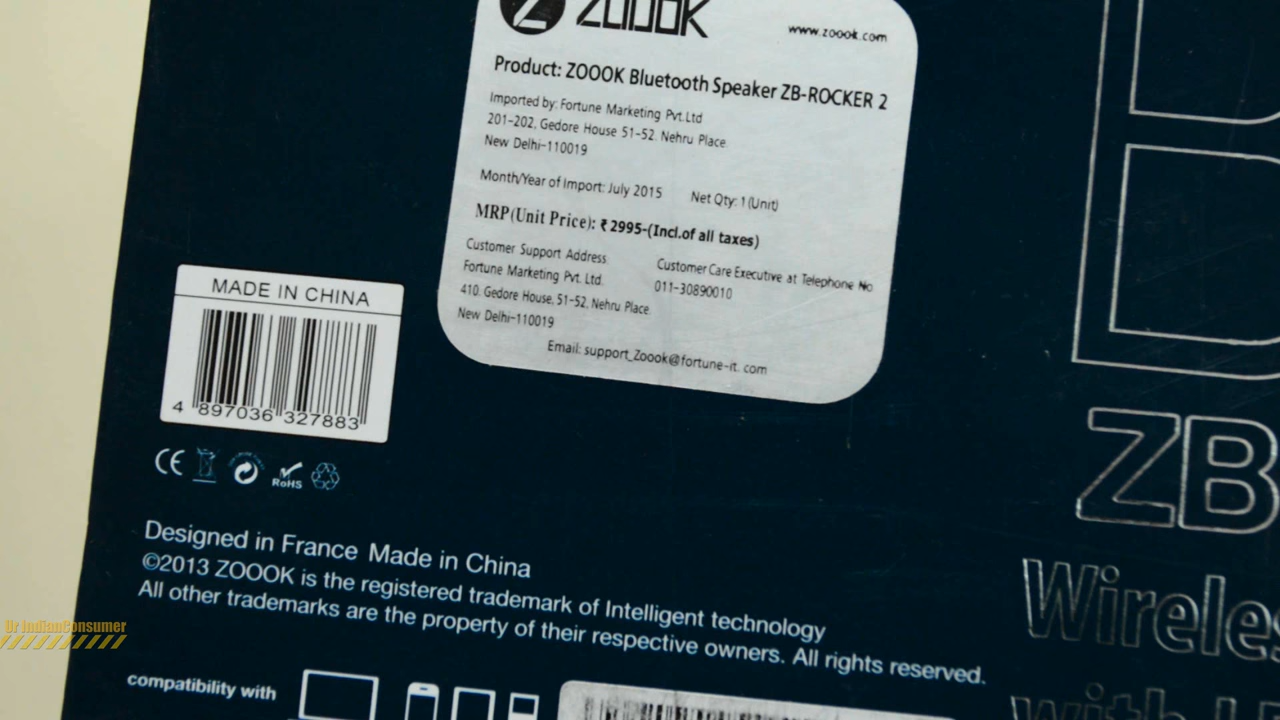 ZOOOK
www.zoook.com
Product: ZOOOK Bluetooth Speaker ZB-ROCKER 2
Imported by: Fortune Marketing Pvt.Ltd
201-202, Gedore House 51-52, Nehru Place
New Delhi-110019
Month/Year of Import: July 2015 Net Qty: 1 (Unit)
MRP(Unit Price): ₹ 2995-(Incl.of all taxes)
Customer Support Address
Fortune Marketing Pvt. Ltd.
410, Gedore House, 51-52, Nehru Place
New Delhi-110019
Customer Care Executive at Telephone No
011-30890010
Email: support_Zoook@fortune-it. com
MADE IN CHINA
4 897036 327883
CE
RoHS
Designed in France Made in China
©2013 ZOOOK is the registered trademark of Intelligent technology
All other trademarks are the property of their respective owners. All rights reserved.
compatibility with
ZB
Wireles
with
Ur IndianConsumer